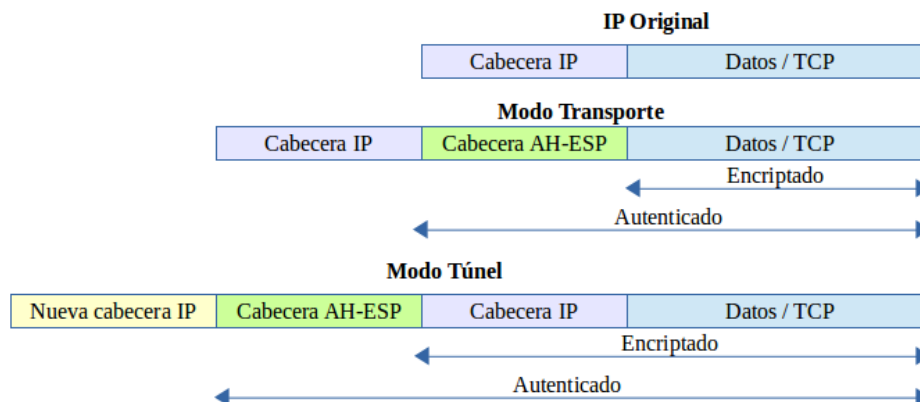 IP Original
Cabecera IP Datos / TCP
Modo Transporte
Cabecera IP Cabecera AH-ESP Datos / TCP
Encriptado
Autenticado
Modo Túnel
Nueva cabecera IP Cabecera AH-ESP Cabecera IP Datos / TCP
Encriptado
Autenticado